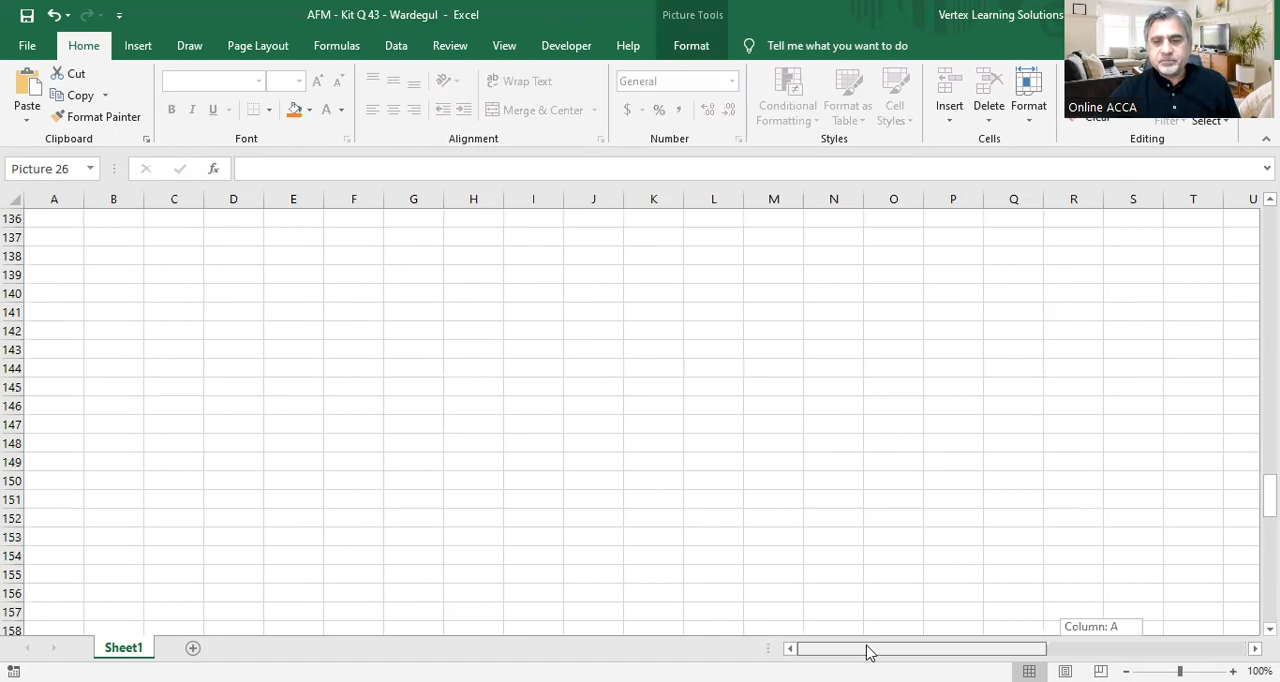 AFM - Kit Q 43 - Wardegul - Excel
Picture Tools
Vertex Learning Solutions
File Home Insert Draw Page Layout Formulas Data Review View Developer Help Format Tell me what you want to do
Paste
Cut
Copy
Format Painter
Clipboard
B I U
A
Font
Wrap Text
Merge & Center
Alignment
General
$ % ,
Number
Conditional Formatting
Format as Table
Cell Styles
Styles
Insert
Delete
Format
Cells
Clear
Filter
Select
Editing
Online ACCA
Picture 26
fx
A B C D E F G H I J K L M N O P Q R S T U
136
137
138
139
140
141
142
143
144
145
146
147
148
149
150
151
152
153
154
155
156
157
158
Column: A
Sheet1
100%